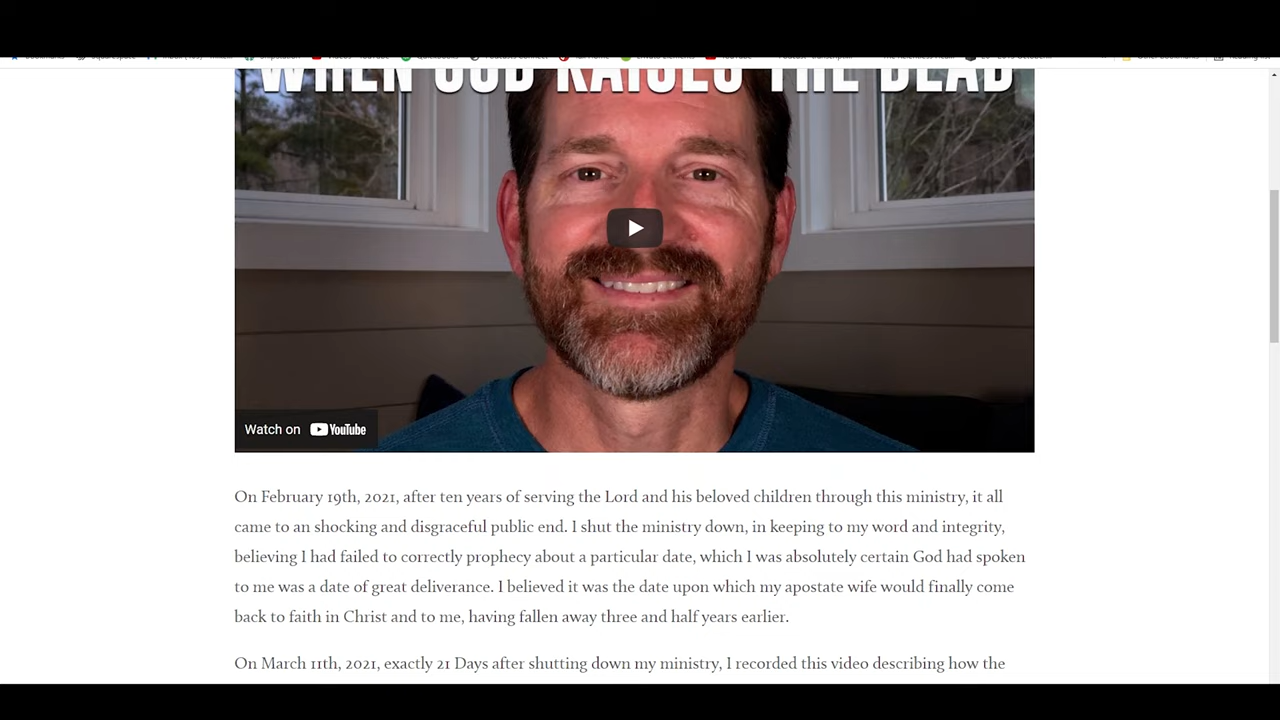 WHEN GOD RAISES THE DEAD
Watch on YouTube
On February 19th, 2021, after ten years of serving the Lord and his beloved children through this ministry, it all
came to an shocking and disgraceful public end. I shut the ministry down, in keeping to my word and integrity,
believing I had failed to correctly prophecy about a particular date, which I was absolutely certain God had spoken
to me was a date of great deliverance. I believed it was the date upon which my apostate wife would finally come
back to faith in Christ and to me, having fallen away three and half years earlier.
On March 11th, 2021, exactly 21 Days after shutting down my ministry, I recorded this video describing how the